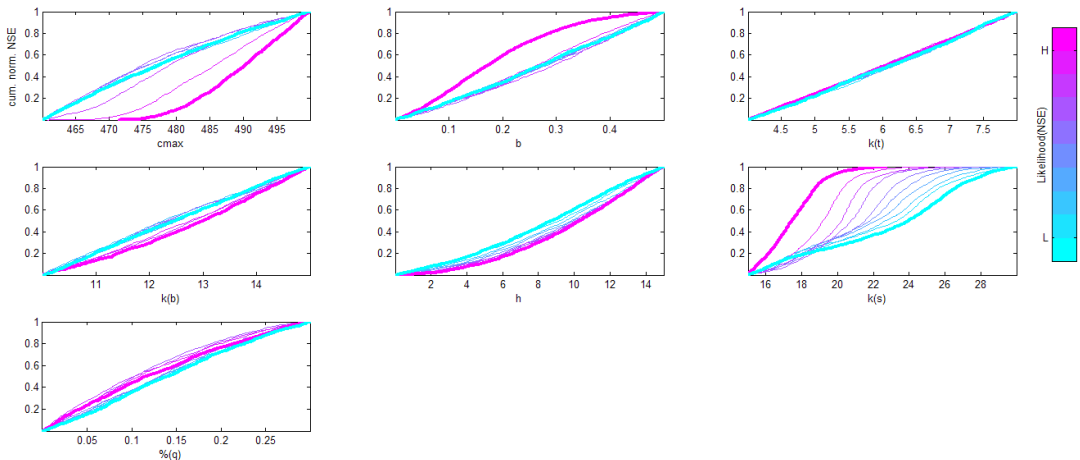 cum. norm. NSE
1
0.8
0.6
0.4
0.2
465 470 475 480 485 490 495
cmax
1
0.8
0.6
0.4
0.2
0.1 0.2 0.3 0.4
b
1
0.8
0.6
0.4
0.2
4.5 5 5.5 6 6.5 7 7.5
k(t)
1
0.8
0.6
0.4
0.2
11 12 13 14
k(b)
1
0.8
0.6
0.4
0.2
2 4 6 8 10 12 14
h
1
0.8
0.6
0.4
0.2
16 18 20 22 24 26 28
k(s)
1
0.8
0.6
0.4
0.2
0.05 0.1 0.15 0.2 0.25
%(q)
H
Likelihood(NSE)
L